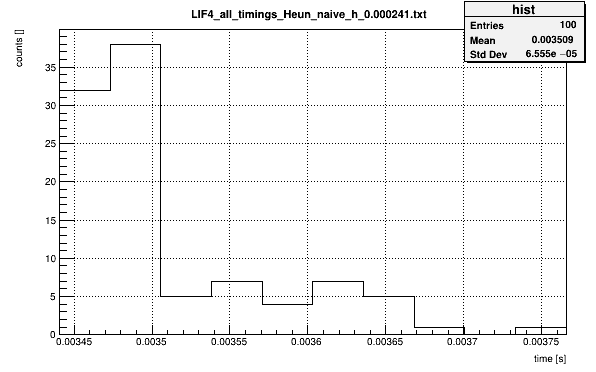 LIF4_all_timings_Heun_naive_h_0.000241.txt
hist
Entries 100
Mean 0.003509
Std Dev 6.555e −05
counts []
35
30
25
20
15
10
5
0
0.00345 0.0035 0.00355 0.0036 0.00365 0.0037 0.00375
time [s]